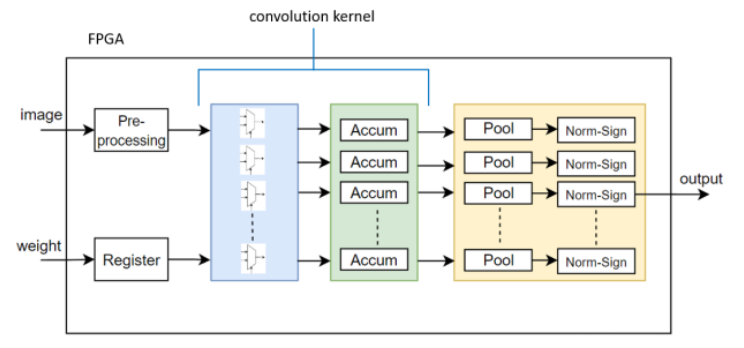 convolution kernel
FPGA
image
Pre-
processing
Accum
Pool
Norm-Sign
Accum
Pool
Norm-Sign
Accum
Pool
Norm-Sign
output
weight
Register
Accum
Pool
Norm-Sign